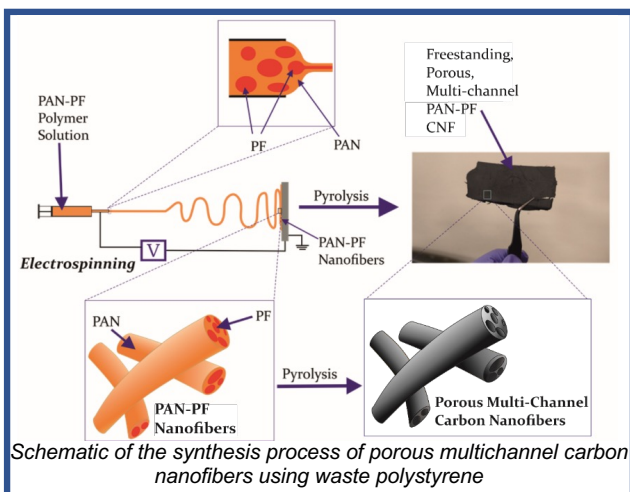 PAN-PF
Polymer
Solution
PF
PAN
Freestanding,
Porous,
Multi-channel
PAN-PF
CNF
Pyrolysis
V
PAN-PF
Nanofibers
Electrospinning
PAN
PF
PAN-PF
Nanofibers
Pyrolysis
Porous Multi-Channel
Carbon Nanofibers
Schematic of the synthesis process of porous multichannel carbon
nanofibers using waste polystyrene